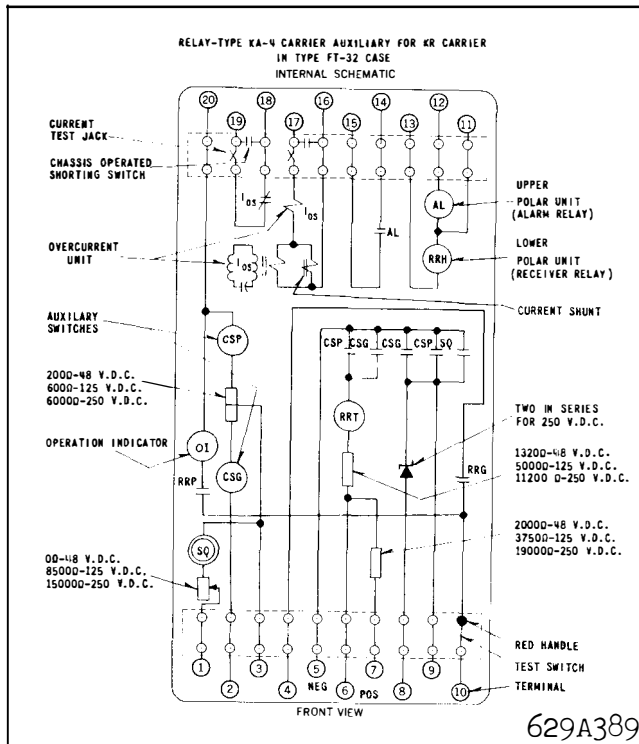 RELAY-TYPE KA-4 CARRIER AUXILIARY FOR KR CARRIER
IN TYPE FT-32 CASE
INTERNAL SCHEMATIC
20
19
18
17
16
15
14
13
12
11
CURRENT
TEST JACK
CHASSIS OPERATED
SHORTING SWITCH
IOS
IOS
AL
AL
UPPER
POLAR UNIT
(ALARM RELAY)
LOWER
POLAR UNIT
(RECEIVER RELAY)
RRH
OVERCURRENT
UNIT
IOS
CURRENT SHUNT
AUXILARY
SWITCHES
CSP
CSP
CSG
CSG
CSP
SQ
200Ω-48 V.D.C.
600Ω-125 V.D.C.
6000Ω-250 V.D.C.
RRT
TWO IN SERIES
FOR 250 V.D.C.
OPERATION INDICATOR
OI
CSG
1320Ω-48 V.D.C.
5000Ω-125 V.D.C.
11200 Ω-250 V.D.C.
RRP
RRG
SQ
2000Ω-48 V.D.C.
3750Ω-125 V.D.C.
19000Ω-250 V.D.C.
0Ω-48 V.D.C.
8500Ω-125 V.D.C.
15000Ω-250 V.D.C.
RED HANDLE
TEST SWITCH
TERMINAL
1
2
3
4
5
NEG
6
POS
7
8
9
10
FRONT VIEW
629A389